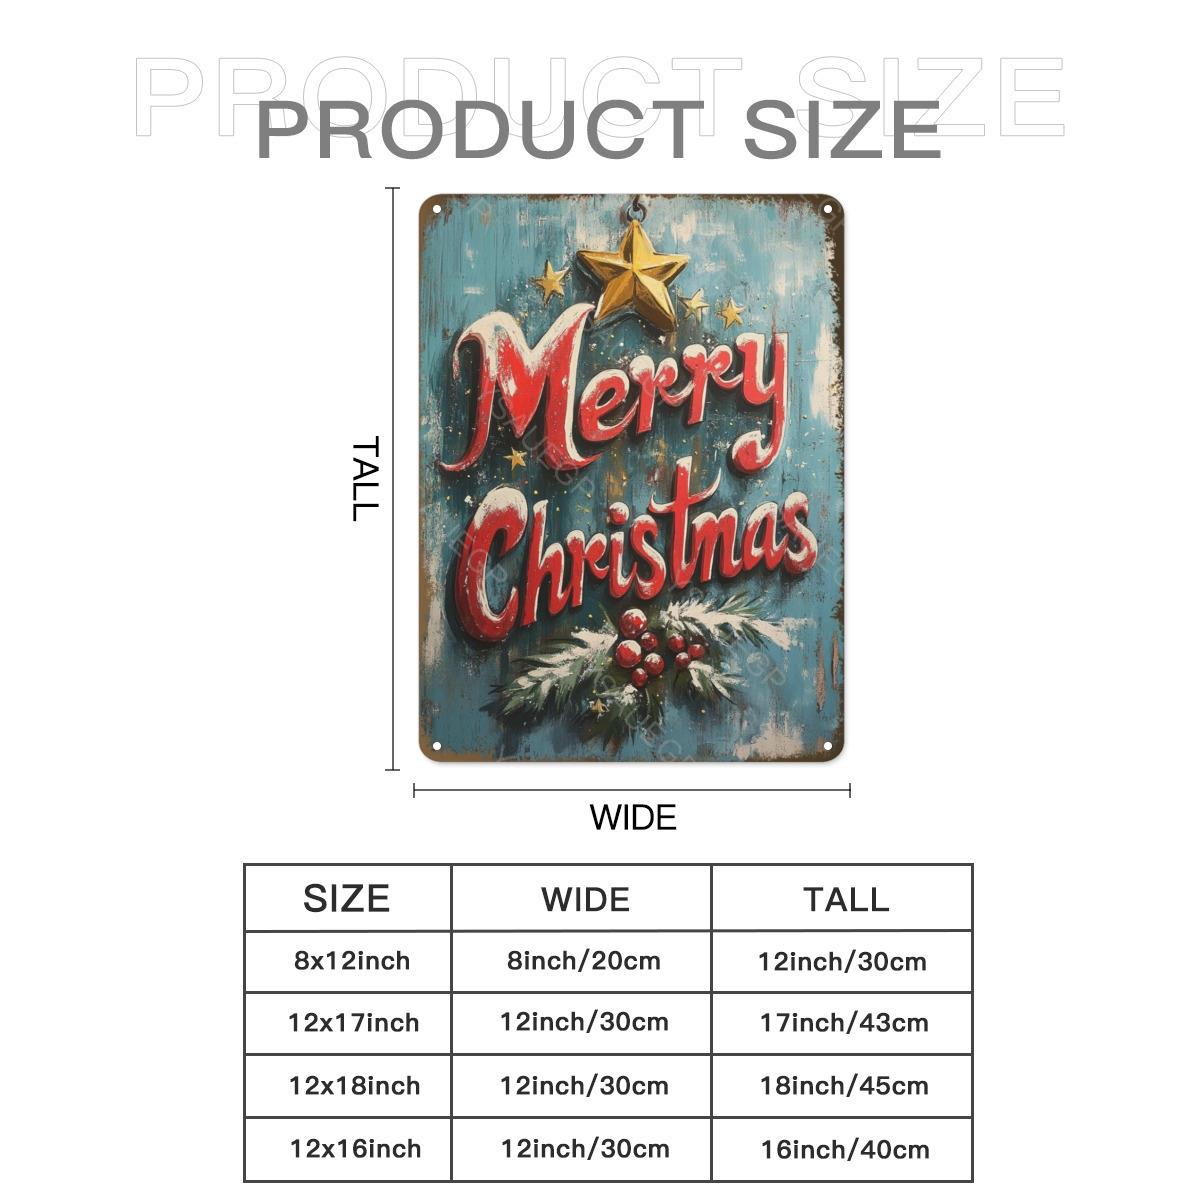 PRODUCT SIZE
PRODUCT SIZE
TALL
Merry
Christmas
WIDE
SIZE WIDE TALL
8x12inch 8inch/20cm 12inch/30cm
12x17inch 12inch/30cm 17inch/43cm
12x18inch 12inch/30cm 18inch/45cm
12x16inch 12inch/30cm 16inch/40cm